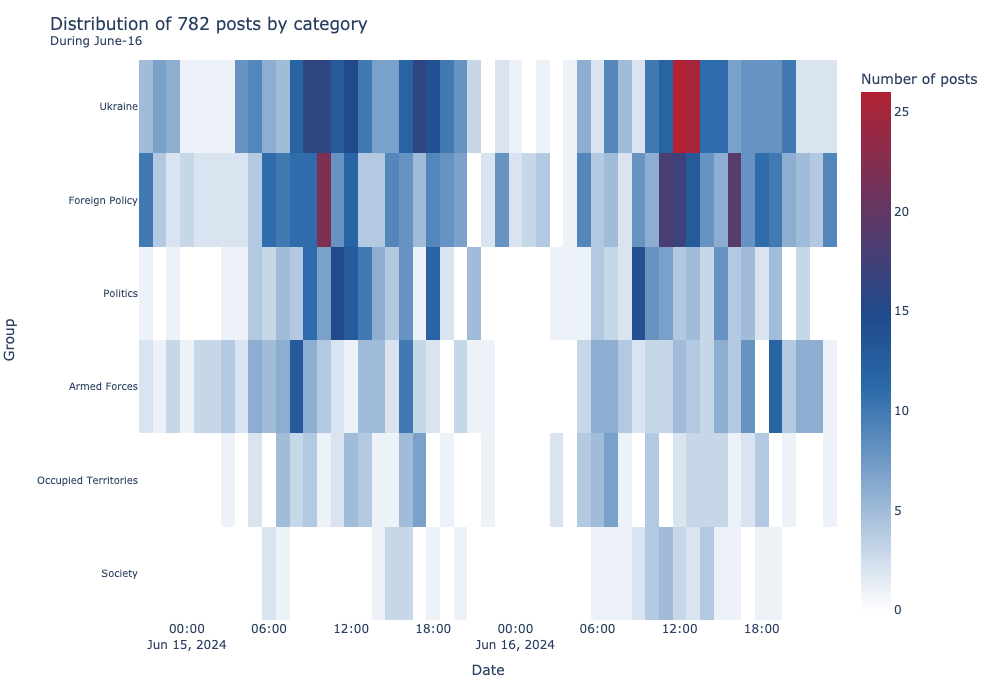 Distribution of 782 posts by category
During June-16
Number of posts
25
20
15
10
5
0
Group
Ukraine
Foreign Policy
Politics
Armed Forces
Occupied Territories
Society
00:00 06:00 12:00 18:00 00:00 06:00 12:00 18:00
Jun 15, 2024 Jun 16, 2024
Date